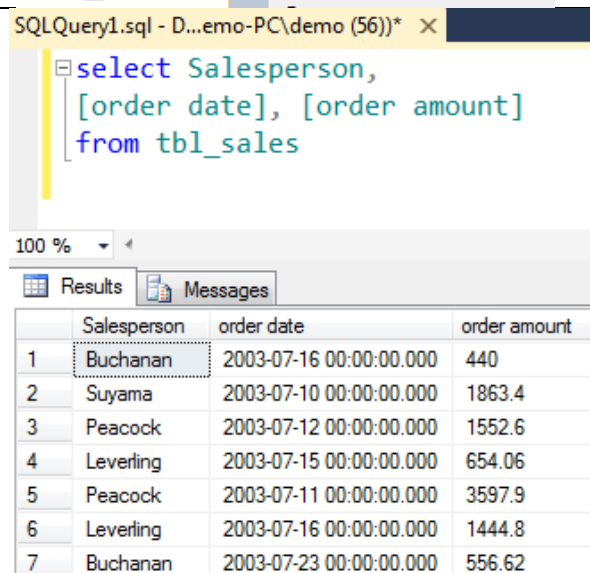 SQLQuery1.sql - D...emo-PC\demo (56))* ×
select Salesperson,
[order date], [order amount]
from tbl_sales
100 %
Results Messages
Salesperson order date order amount
1 Buchanan 2003-07-16 00:00:00.000 440
2 Suyama 2003-07-10 00:00:00.000 1863.4
3 Peacock 2003-07-12 00:00:00.000 1552.6
4 Leverling 2003-07-15 00:00:00.000 654.06
5 Peacock 2003-07-11 00:00:00.000 3597.9
6 Leverling 2003-07-16 00:00:00.000 1444.8
7 Buchanan 2003-07-23 00:00:00.000 556.62